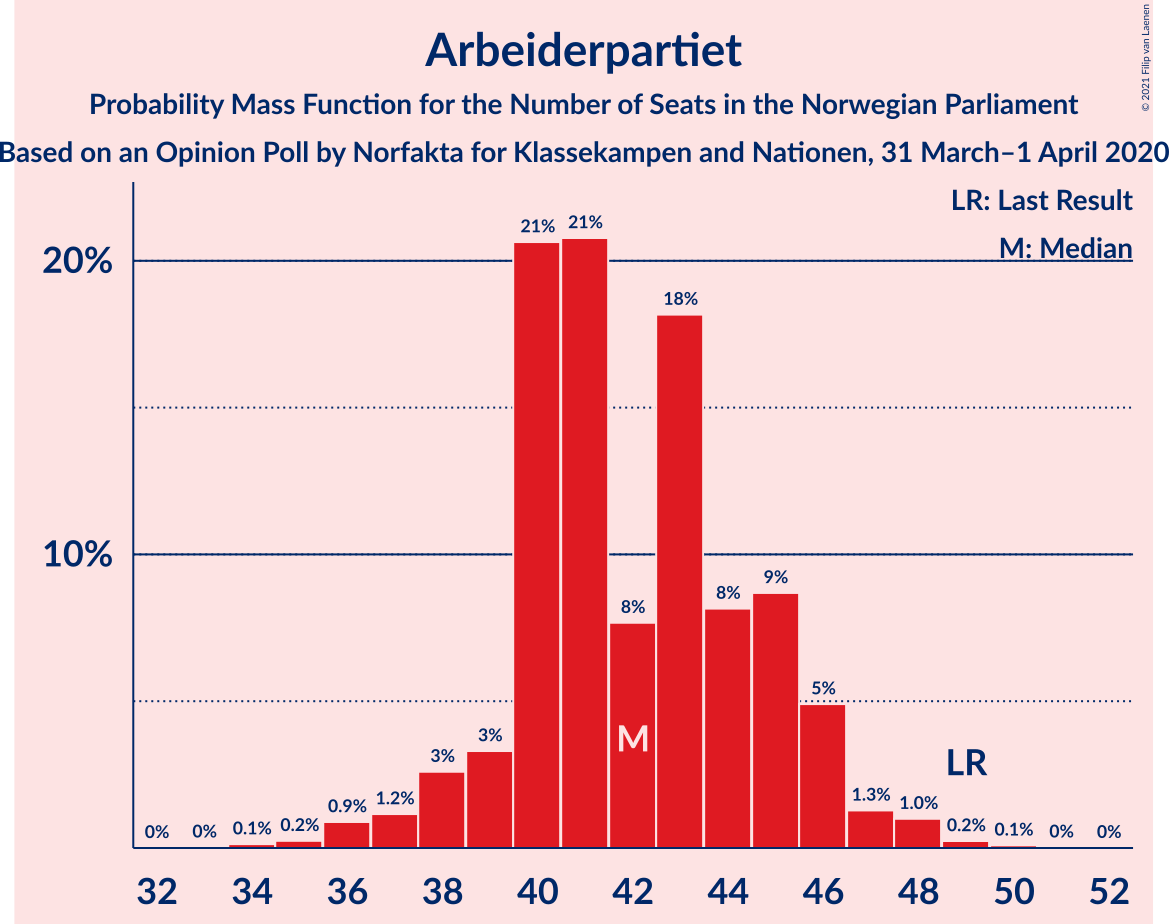 Arbeiderpartiet
Probability Mass Function for the Number of Seats in the Norwegian Parliament
Based on an Opinion Poll by Norfakta for Klassekampen and Nationen, 31 March–1 April 2020
© 2021 Filip van Laenen
LR: Last Result
M: Median
20%
10%
0% 0% 0.1% 0.2% 0.9% 1.2% 3% 3% 21% 21% 8% 18% 8% 9% 5% 1.3% 1.0% 0.2% 0.1% 0% 0%
M
LR
32 34 36 38 40 42 44 46 48 50 52